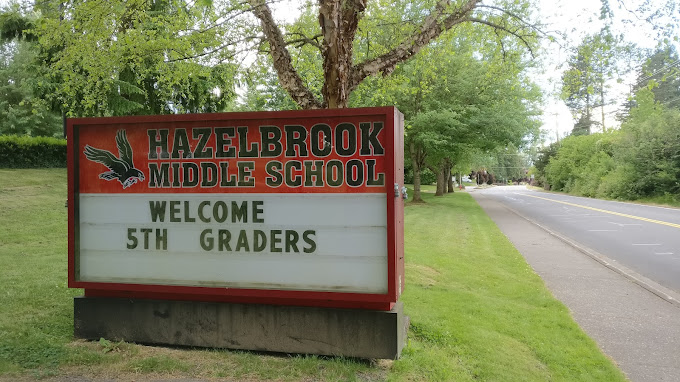 HAZELBROOK
MIDDLE SCHOOL
WELCOME
5TH GRADERS